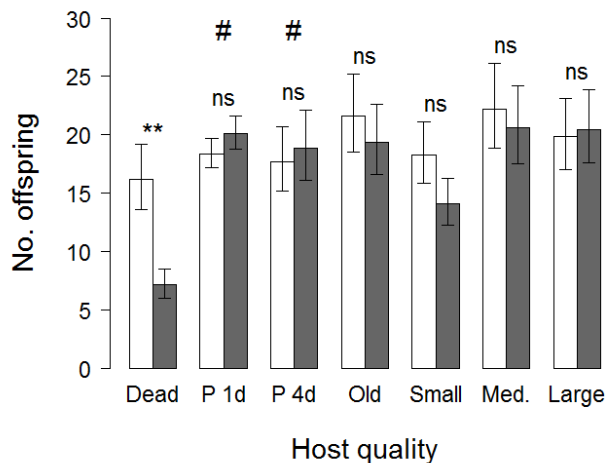 30
# #
25
ns ns
ns ns ns ns
20
**
15
No. offspring
10
5
0
Dead P 1d P 4d Old Small Med. Large
Host quality